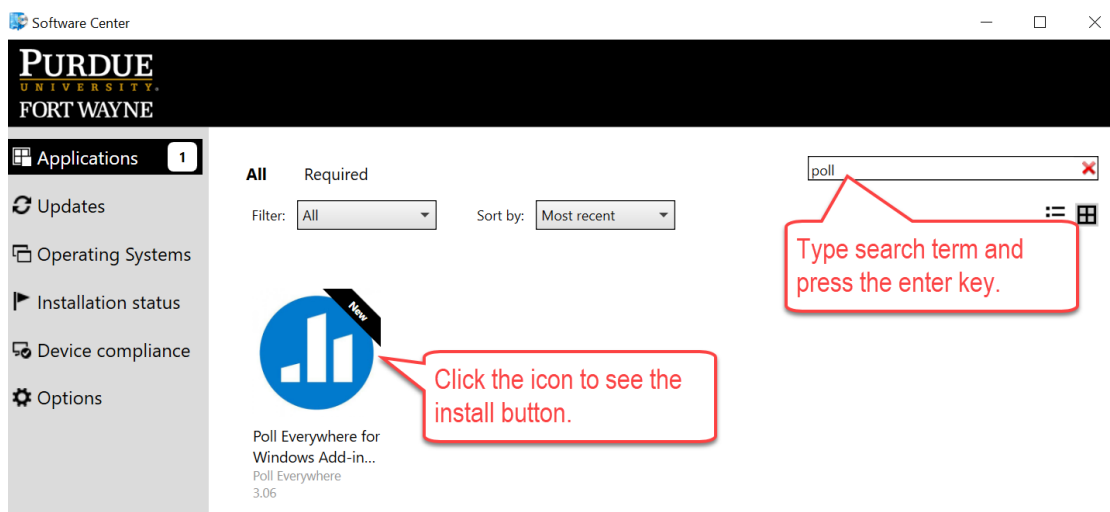 Software Center
PURDUE
UNIVERSITY.
FORT WAYNE
Applications 1
Updates
Operating Systems
Installation status
Device compliance
Options
All Required
poll
Filter: All Sort by: Most recent
Type search term and
press the enter key.
New
Click the icon to see the
install button.
Poll Everywhere for
Windows Add-in...
Poll Everywhere
3.06